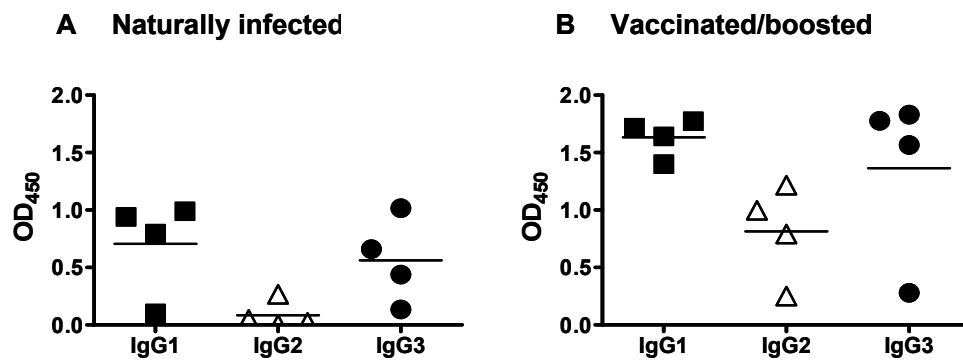 A Naturally infected
2.0
1.5
1.0
0.5
0.0
OD450
IgG1 IgG2 IgG3
B Vaccinated/boosted
2.0
1.5
1.0
0.5
0.0
OD450
IgG1 IgG2 IgG3